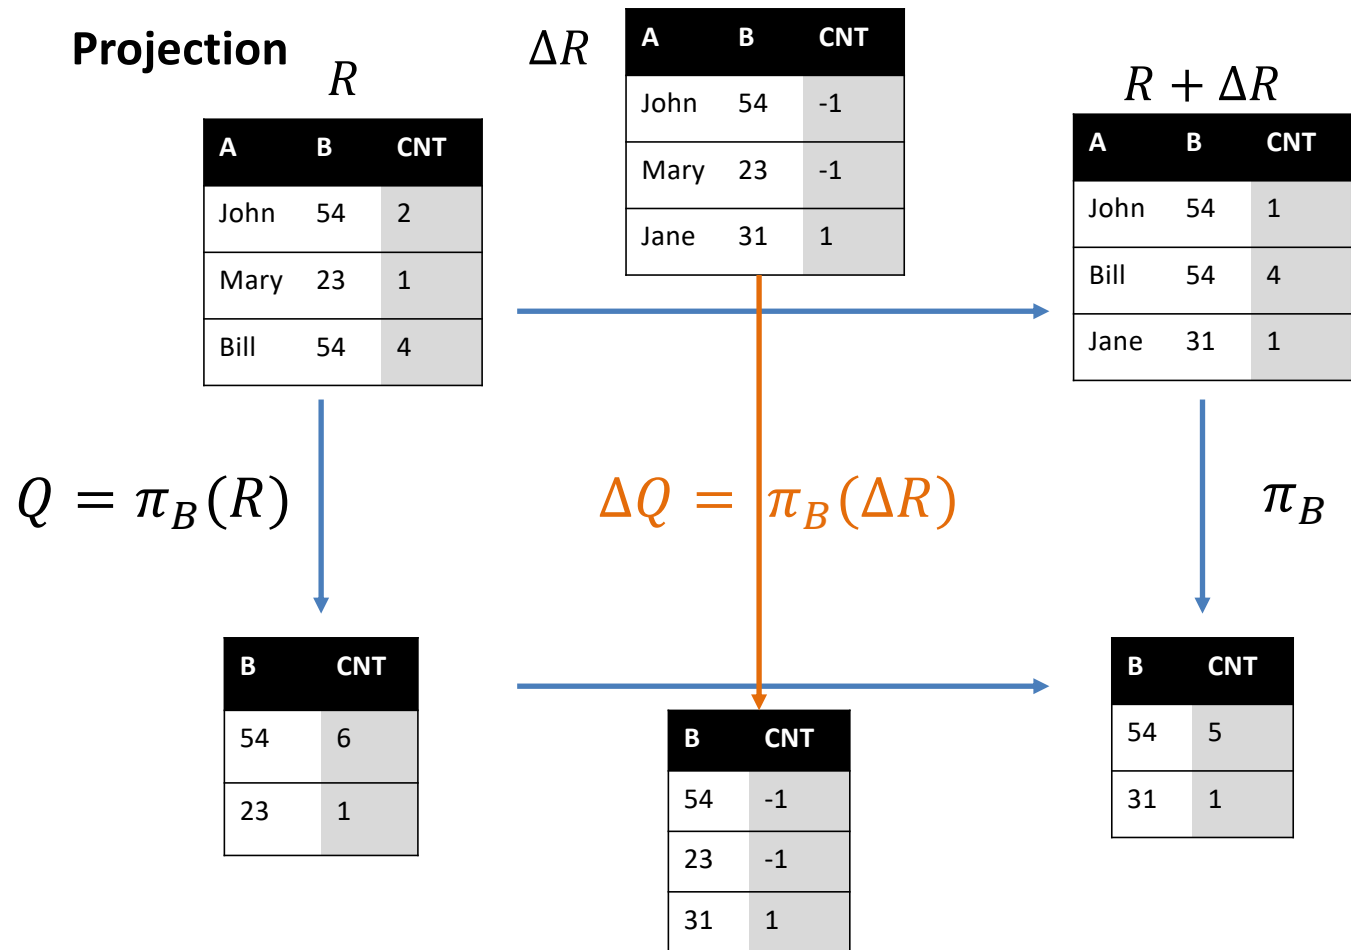 Projection
R
A B CNT
John 54 2
Mary 23 1
Bill 54 4
ΔR
A B CNT
John 54 -1
Mary 23 -1
Jane 31 1
R + ΔR
A B CNT
John 54 1
Bill 54 4
Jane 31 1
Q = π_B(R)
ΔQ = π_B(ΔR)
π_B
B CNT
54 6
23 1
B CNT
54 -1
23 -1
31 1
B CNT
54 5
31 1